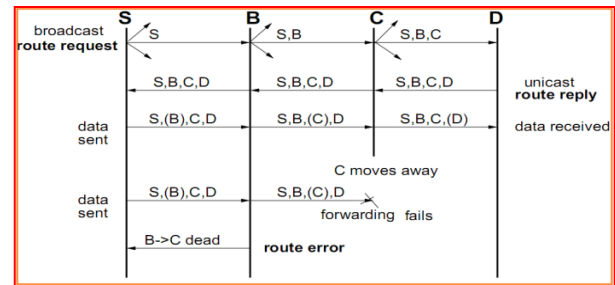 S B C D
broadcast
route request
S S,B S,B,C
S,B,C,D S,B,C,D S,B,C,D
unicast
route reply
data
sent
S,(B),C,D S,B,(C),D S,B,C,(D)
data received
C moves away
data
sent
S,(B),C,D S,B,(C),D
forwarding fails
B->C dead
route error